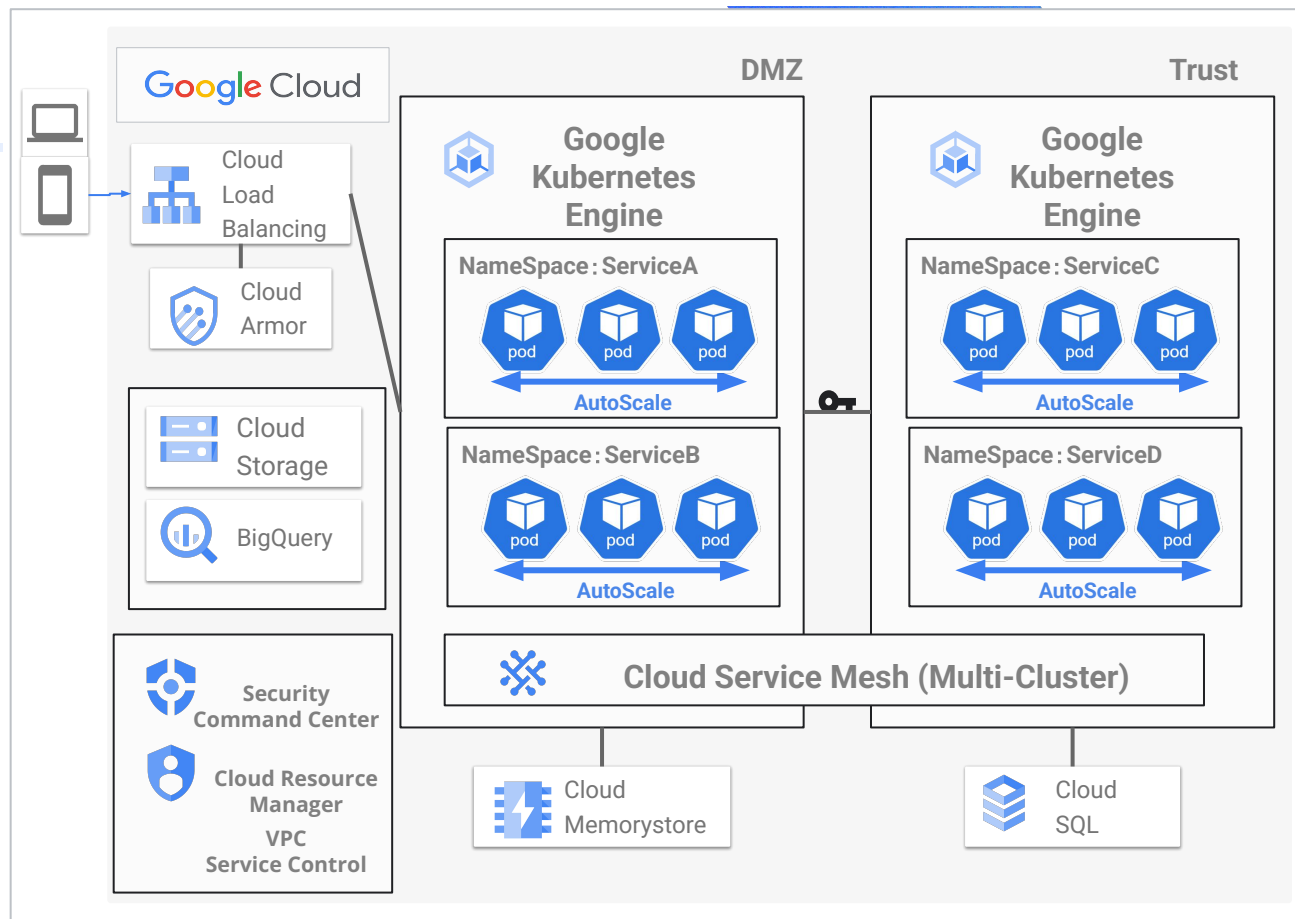 Google Cloud
DMZ
Trust
Cloud
Load
Balancing
Cloud
Armor
Cloud
Storage
BigQuery
Security
Command Center
Cloud Resource
Manager
VPC
Service Control
Google
Kubernetes
Engine
NameSpace:ServiceA
pod pod pod
AutoScale
NameSpace:ServiceB
pod pod pod
AutoScale
Google
Kubernetes
Engine
NameSpace:ServiceC
pod pod pod
AutoScale
NameSpace:ServiceD
pod pod pod
AutoScale
Cloud Service Mesh (Multi-Cluster)
Cloud
Memorystore
Cloud
SQL